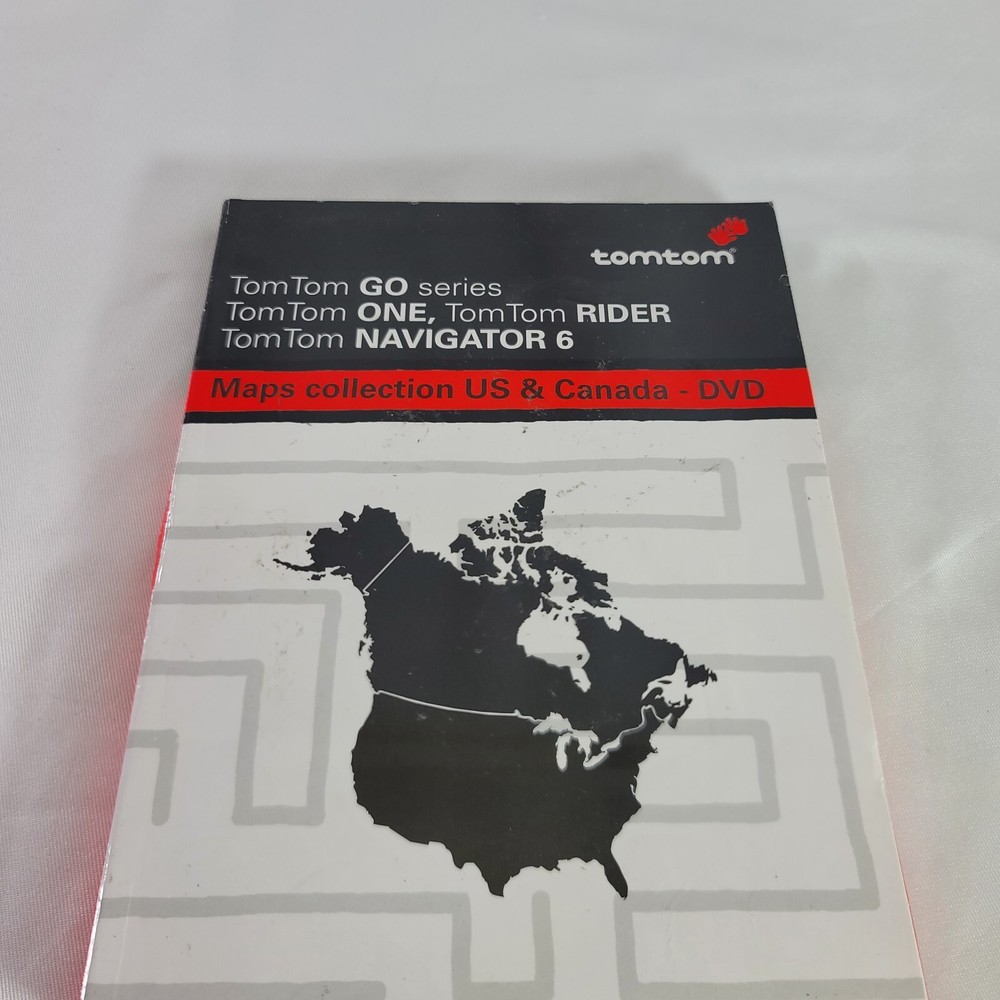 tomtom®
TomTom GO series
TomTom ONE, TomTom RIDER
TomTom NAVIGATOR 6
Maps collection US & Canada - DVD